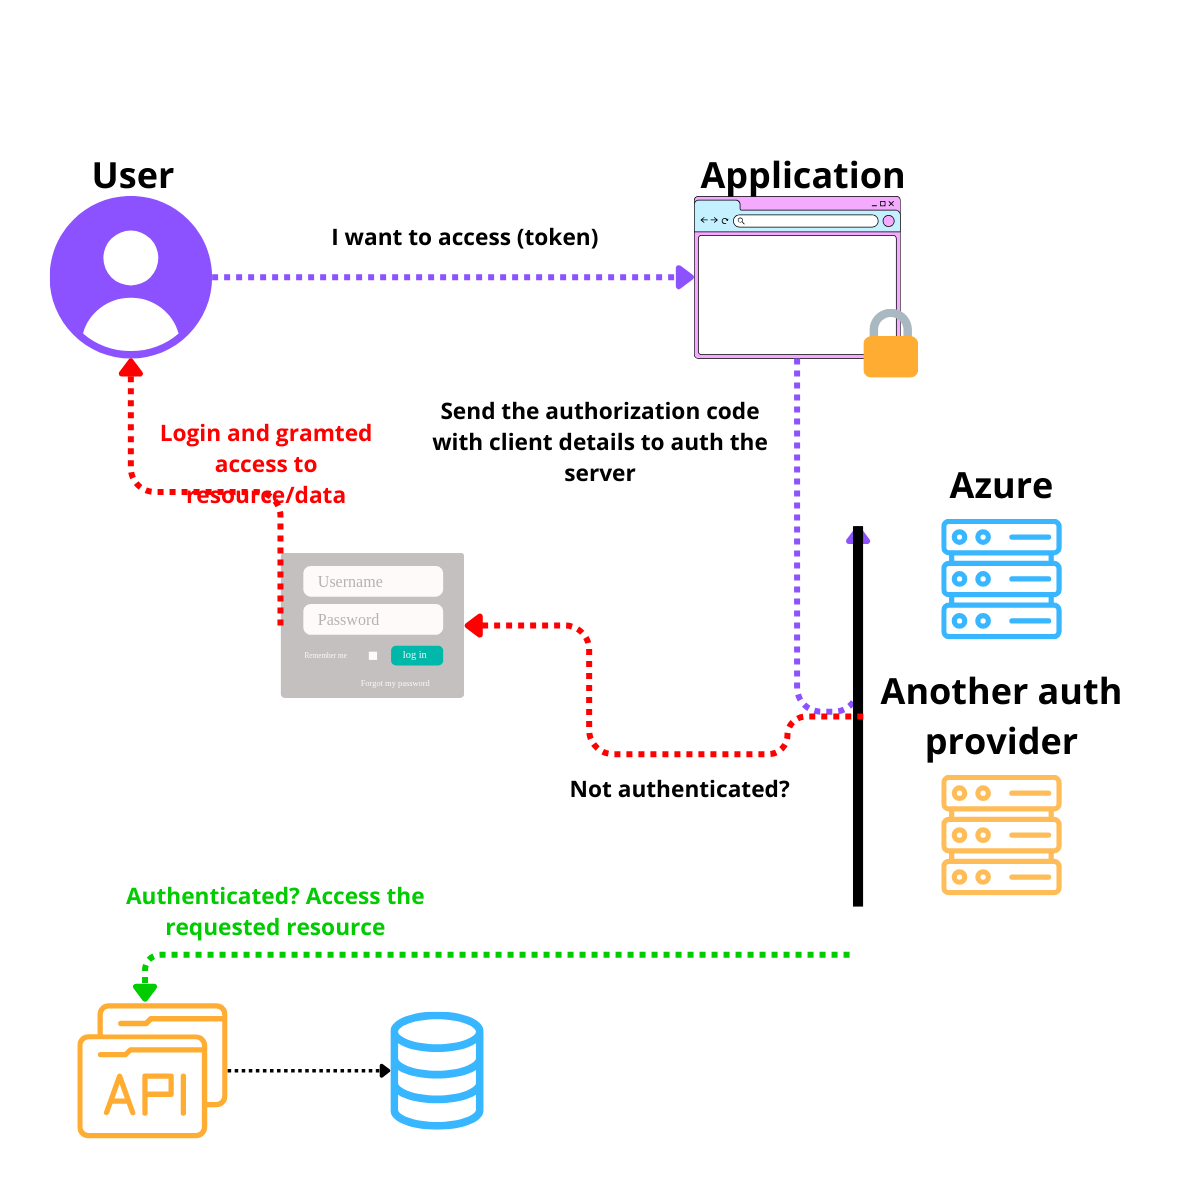 User
Application
I want to access (token)
Send the authorization code
with client details to auth the
server
Login and gramted
access to
resource/data
Azure
Username
Password
Remember me
log in
Forgot my password
Another auth
provider
Not authenticated?
Authenticated? Access the
requested resource
API